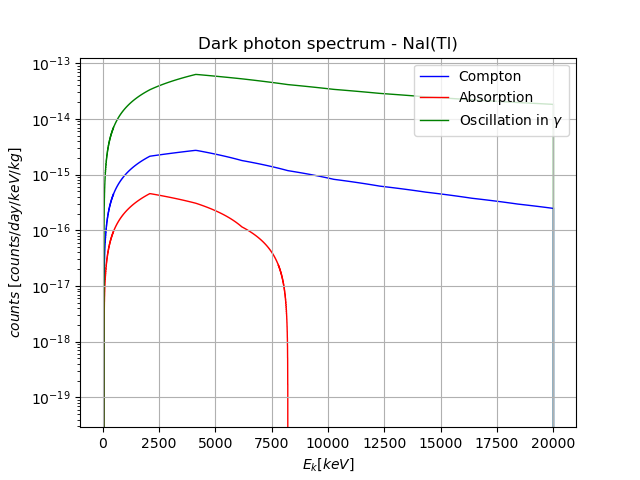 Dark photon spectrum - NaI(Tl)
Compton
Absorption
Oscillation in γ
counts [counts/day/keV/kg]
10⁻¹³
10⁻¹⁴
10⁻¹⁵
10⁻¹⁶
10⁻¹⁷
10⁻¹⁸
10⁻¹⁹
0 2500 5000 7500 10000 12500 15000 17500 20000
E_k[keV]